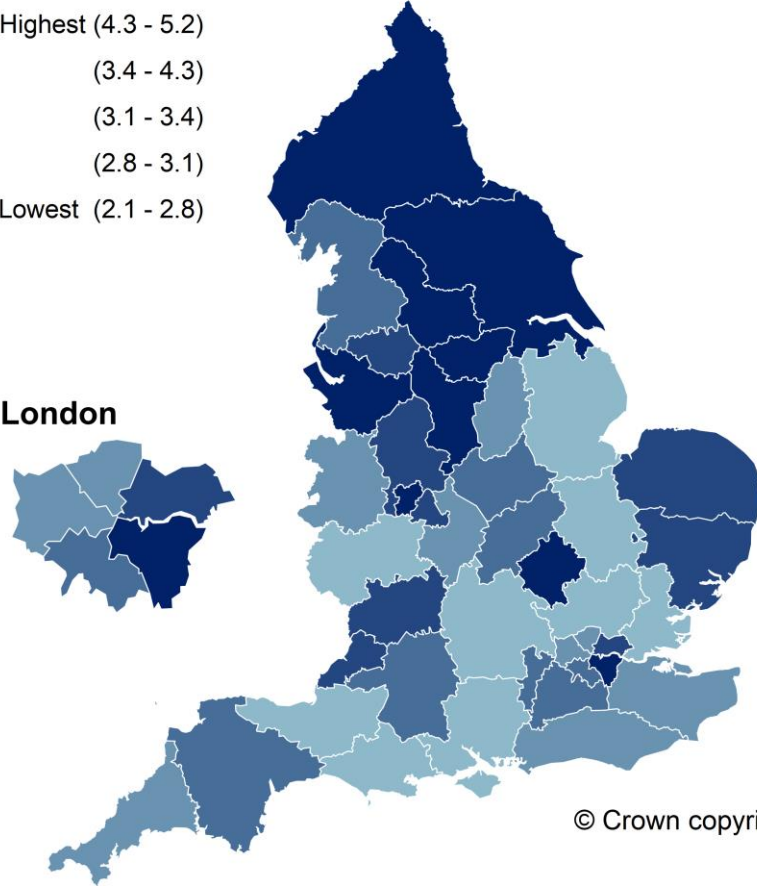 Highest (4.3 - 5.2)
(3.4 - 4.3)
(3.1 - 3.4)
(2.8 - 3.1)
Lowest (2.1 - 2.8)
London
© Crown copyri